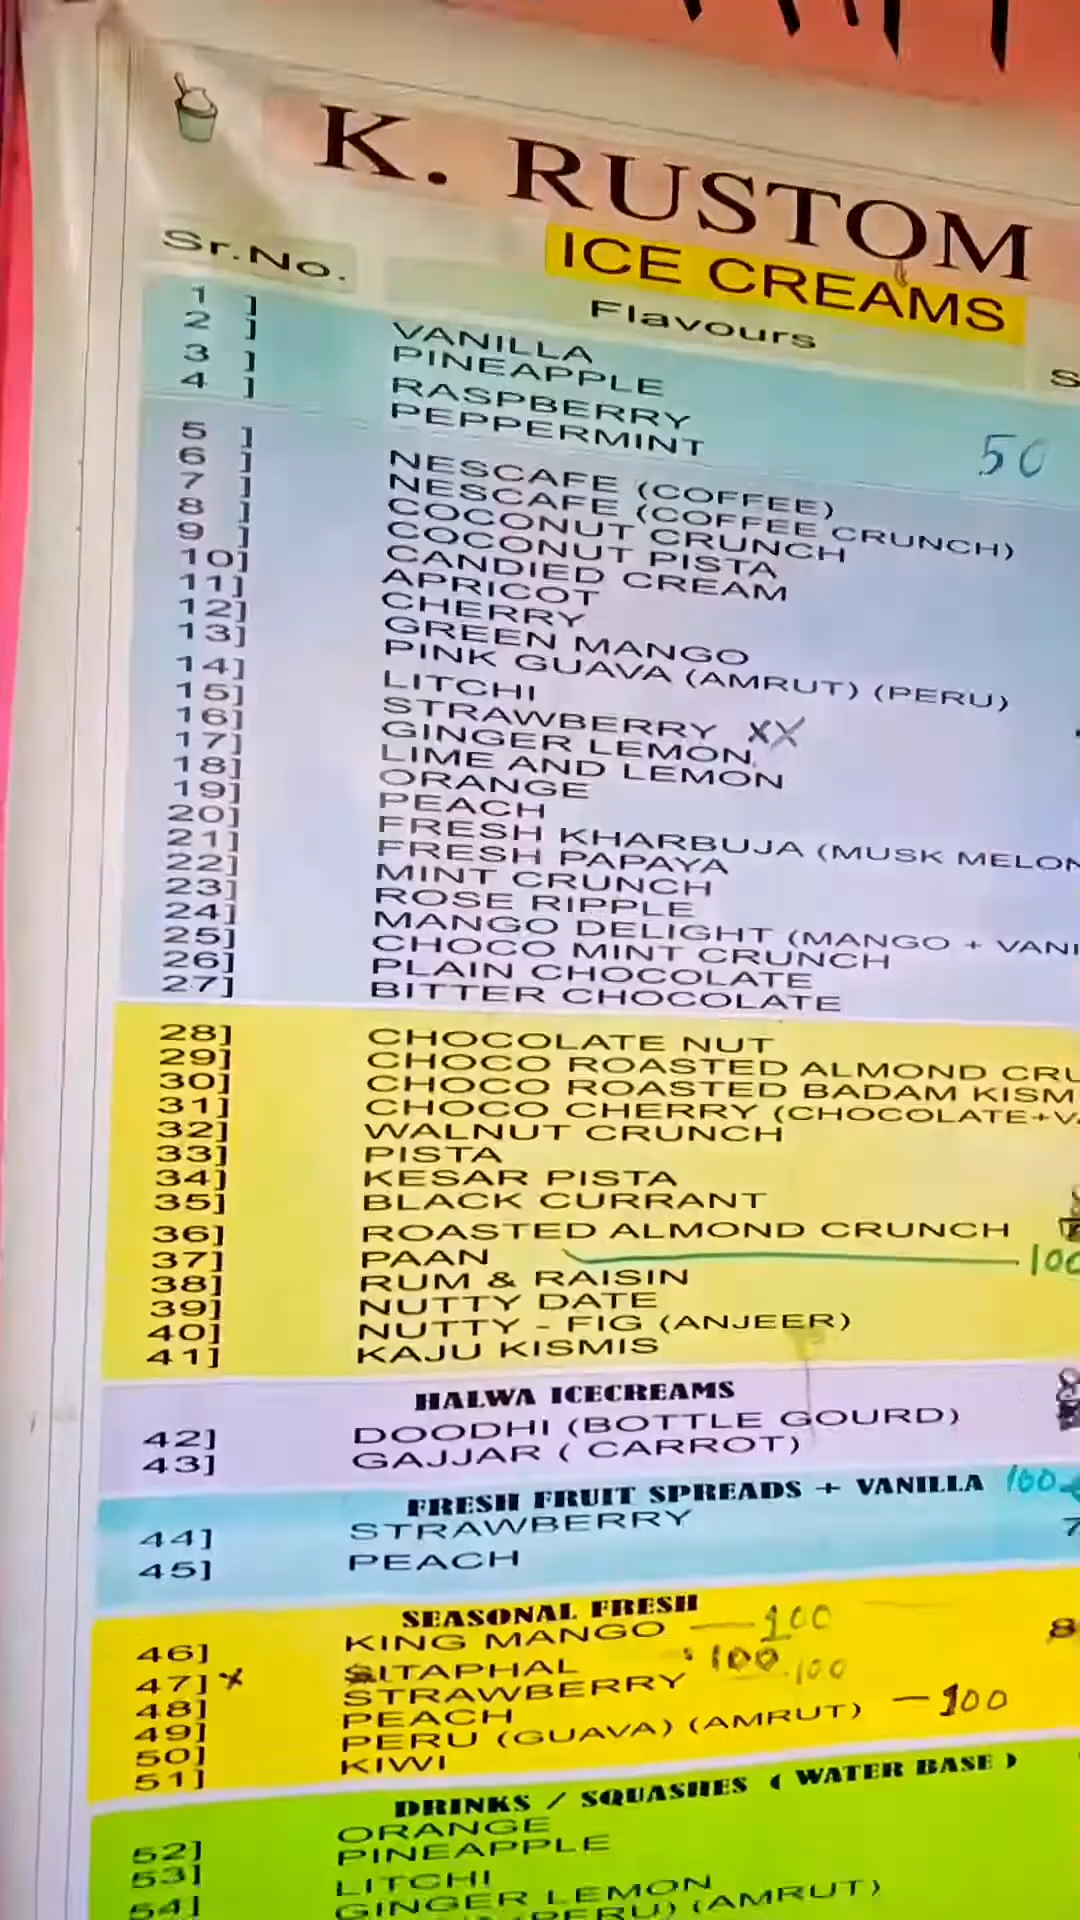 K. RUSTOM
ICE CREAMS
Sr.No. Flavours
1 ] VANILLA
2 ] PINEAPPLE
3 ] RASPBERRY
4 ] PEPPERMINT 50
5 ] NESCAFE (COFFEE)
6 ] NESCAFE (COFFEE CRUNCH)
7 ] COCONUT CRUNCH
8 ] COCONUT PISTA
9 ] CANDIED CREAM
10] APRICOT
11] CHERRY
12] GREEN MANGO
13] PINK GUAVA (AMRUT) (PERU)
14] LITCHI
15] STRAWBERRY XX
16] GINGER LEMON
17] LIME AND LEMON
18] ORANGE
19] PEACH
20] FRESH KHARBUJA (MUSK MELON
21] FRESH PAPAYA
22] MINT CRUNCH
23] ROSE RIPPLE
24] MANGO DELIGHT (MANGO + VANI
25] CHOCO MINT CRUNCH
26] PLAIN CHOCOLATE
27] BITTER CHOCOLATE
28] CHOCOLATE NUT
29] CHOCO ROASTED ALMOND CRU
30] CHOCO ROASTED BADAM KISM
31] CHOCO CHERRY (CHOCOLATE+V
32] WALNUT CRUNCH
33] PISTA
34] KESAR PISTA
35] BLACK CURRANT
36] ROASTED ALMOND CRUNCH
37] PAAN 100
38] RUM & RAISIN
39] NUTTY DATE
40] NUTTY - FIG (ANJEER)
41] KAJU KISMIS
HALWA ICECREAMS
42] DOODHI (BOTTLE GOURD)
43] GAJJAR ( CARROT)
FRESH FRUIT SPREADS + VANILLA 100
44] STRAWBERRY
45] PEACH
SEASONAL FRESH
46] KING MANGO — 100
47] x SITAPHAL 100
48] STRAWBERRY 100
49] PEACH
50] PERU (GUAVA) (AMRUT) — 100
51] KIWI
DRINKS / SQUASHES ( WATER BASE )
52] ORANGE
53] PINEAPPLE
54] LITCHI
GINGER LEMON
(PERU) (AMRUT)